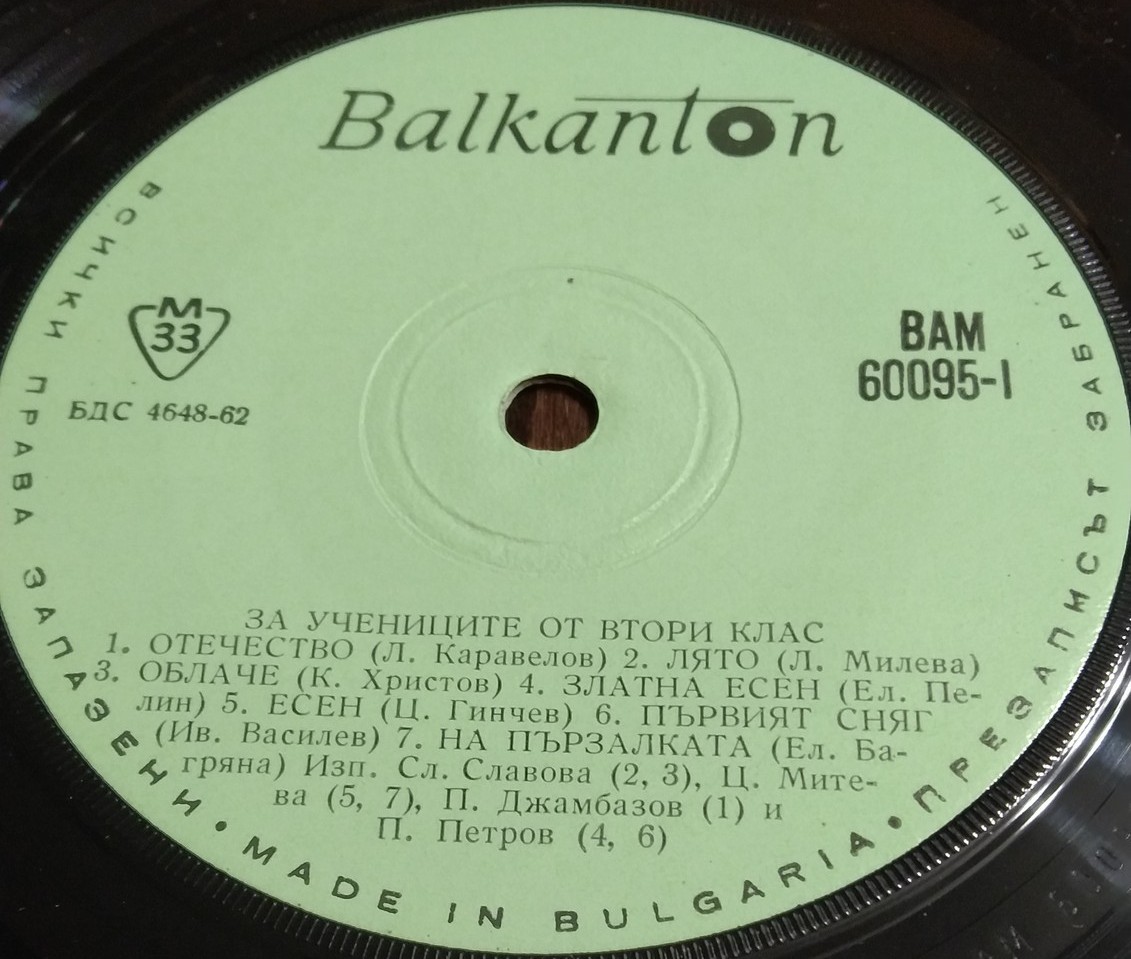 Balkanton
М
33
БДС 4648-62
ВАМ
60095-I
ЗА УЧЕНИЦИТЕ ОТ ВТОРИ КЛАС
1. ОТЕЧЕСТВО (Л. Каравелов) 2. ЛЯТО (Л. Милева)
3. ОБЛАЧЕ (К. Христов) 4. ЗЛАТНА ЕСЕН (Ел. Пе-
лин) 5. ЕСЕН (Ц. Гинчев) 6. ПЪРВИЯТ СНЯГ
(Ив. Василев) 7. НА ПЪРЗАЛКАТА (Ел. Ба-
гряна) Изп. Сл. Славова (2, 3), Ц. Мите-
ва (5, 7), П. Джамбазов (1) и
П. Петров (4, 6)
ВСИЧКИ ПРАВА ЗАПАЗЕНИ • MADE IN BULGARIA • ПРЕЗАПИСЪТ ЗАБРАНЕН